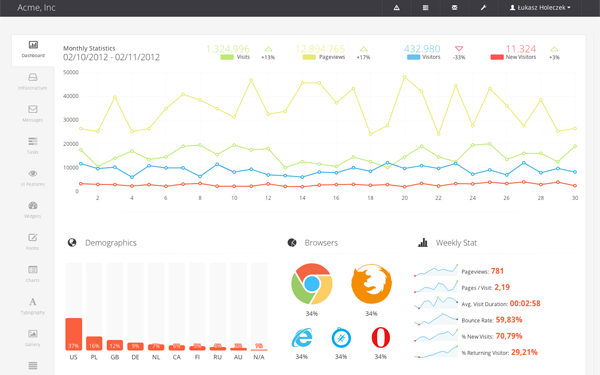 Acme, Inc
Łukasz Holeczek
Dashboard
Infrastructure
Messages
Tasks
UI Features
Widgets
Forms
Charts
Typography
Gallery
Monthly Statistics
02/10/2012 - 02/11/2012
1,324,996
Visits
+13%
12,894,765
Pageviews
+17%
432,980
Visitors
-33%
11,324
New Visitors
+3%
50000
40000
30000
20000
10000
0
2 4 6 8 10 12 14 16 18 20 22 24 26 28 30
Demographics
37% 16% 12% 9% 7%
US PL GB DE NL CA FI RU AU N/A
Browsers
34% 34%
34% 34% 34%
Weekly Stat
Pageviews: 781
Pages / Visit: 2,19
Avg. Visit Duration: 00:02:58
Bounce Rate: 59,83%
% New Visits: 70,79%
% Returning Visitor: 29,21%